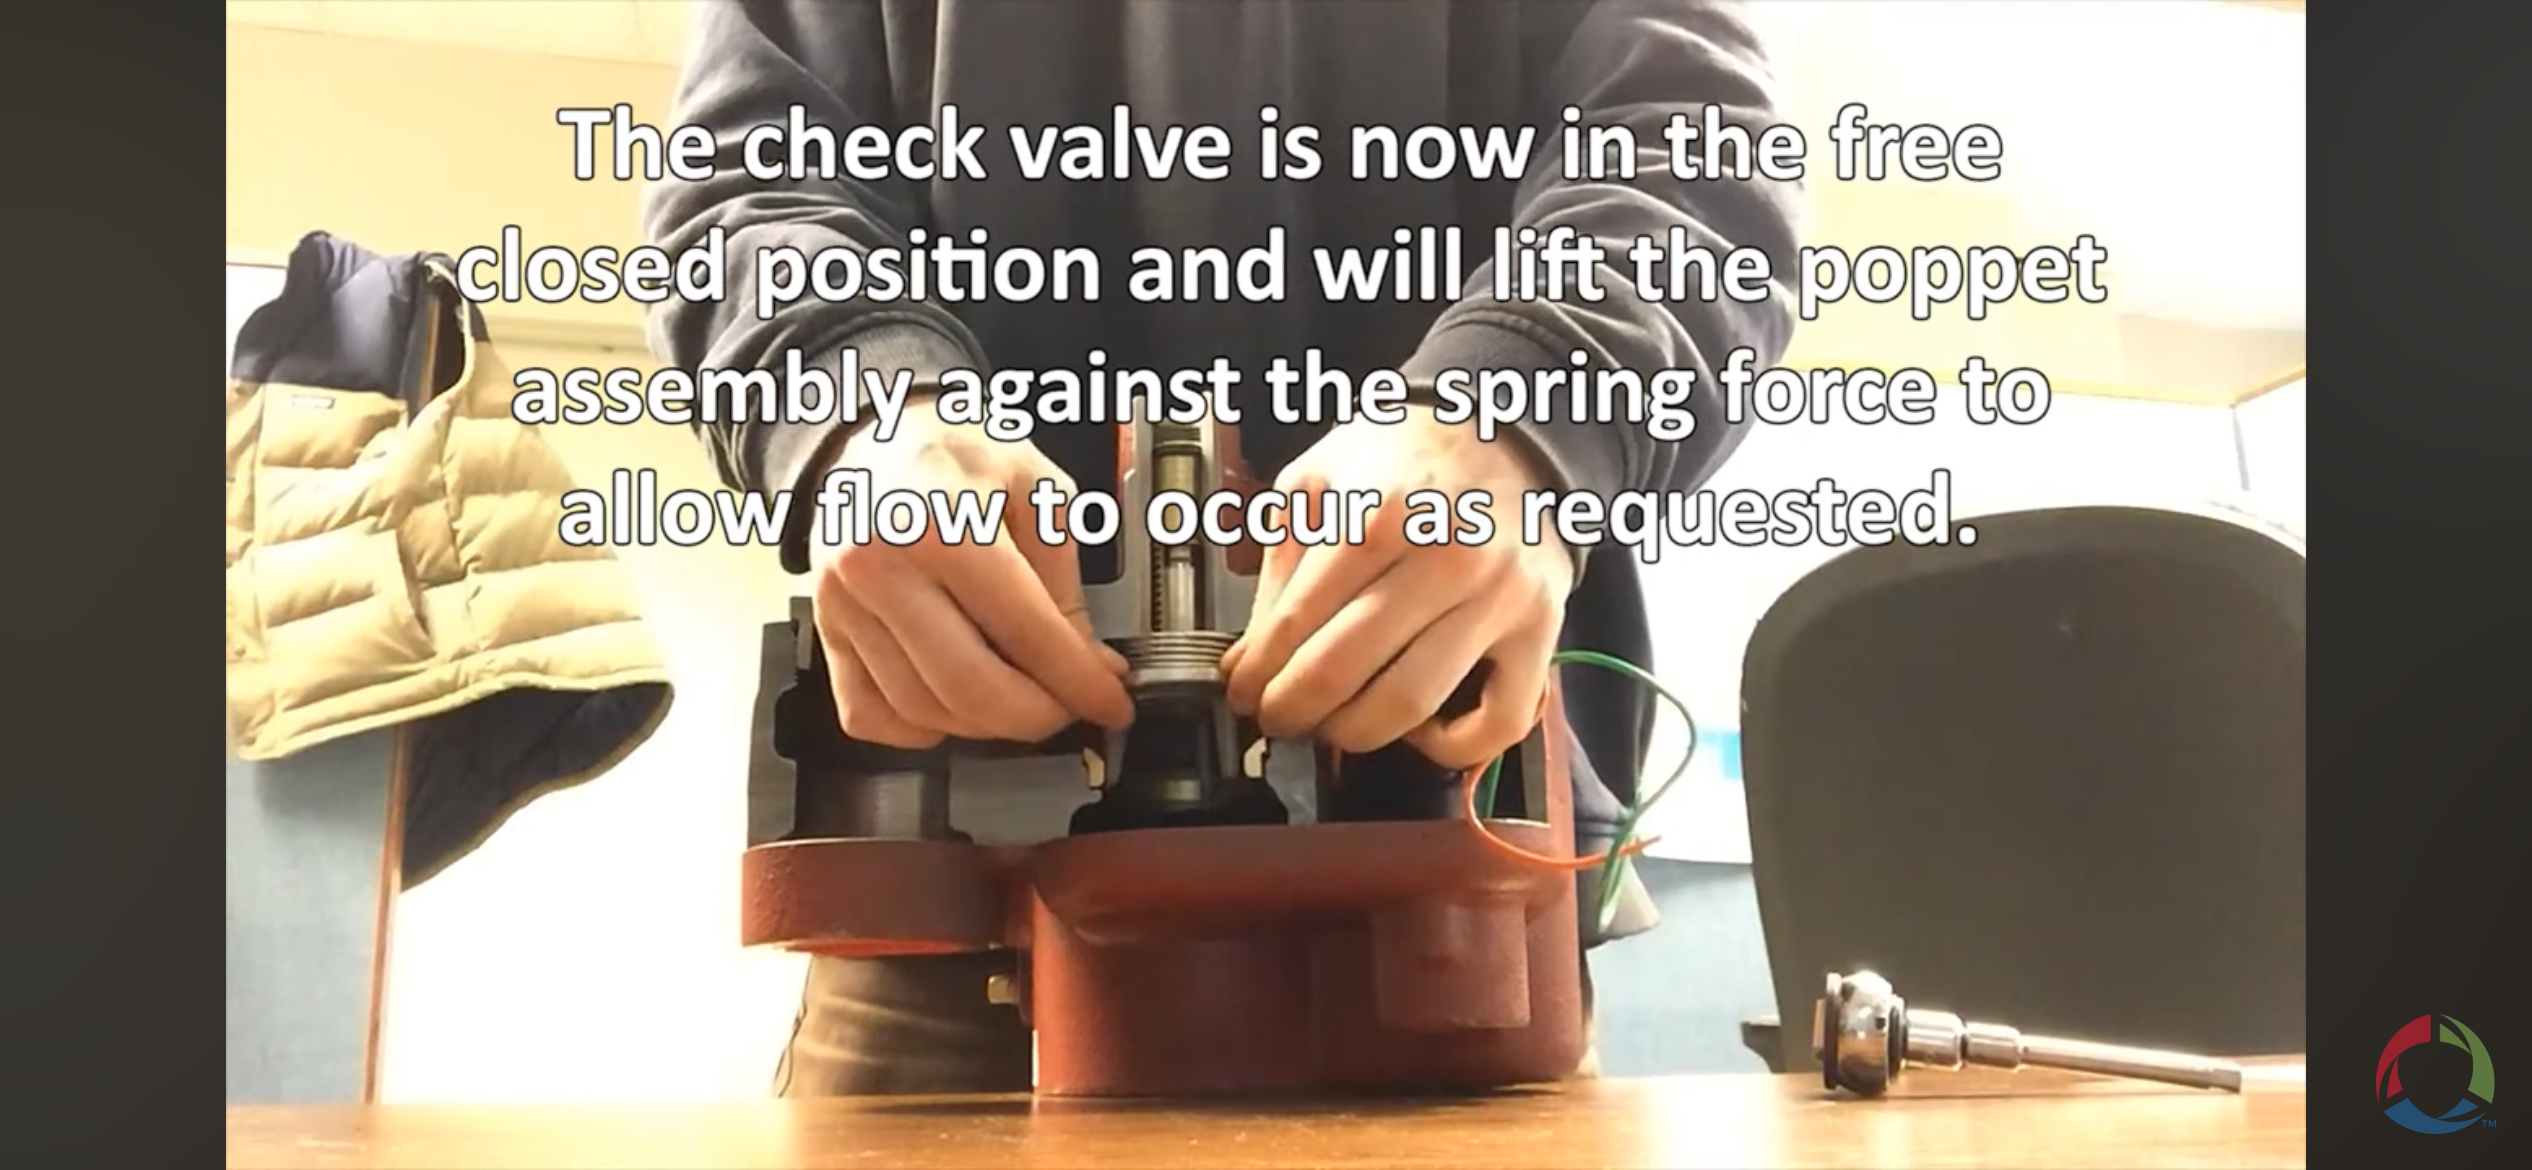 The check valve is now in the free
closed position and will lift the poppet
assembly against the spring force to
allow flow to occur as requested.
TM